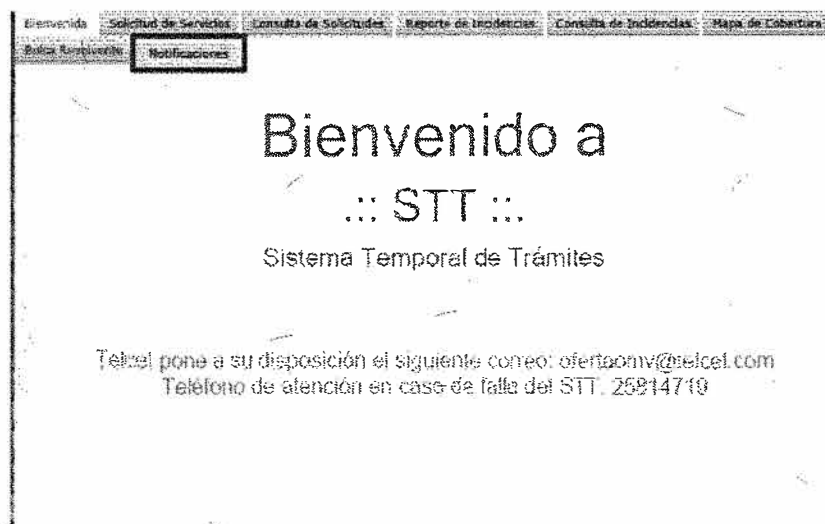 Bienvenida Solicitud de Servicios Consulta de Solicitudes Reporte de Incidencias Consulta de Incidencias Mapa de Cobertura
Notificaciones
Bienvenido a
.:: STT ::.
Sistema Temporal de Trámites
Telcel pone a su disposición el siguiente correo: ofertaomv@telcel.com
Teléfono de atención en caso de falla del STT. 25814719